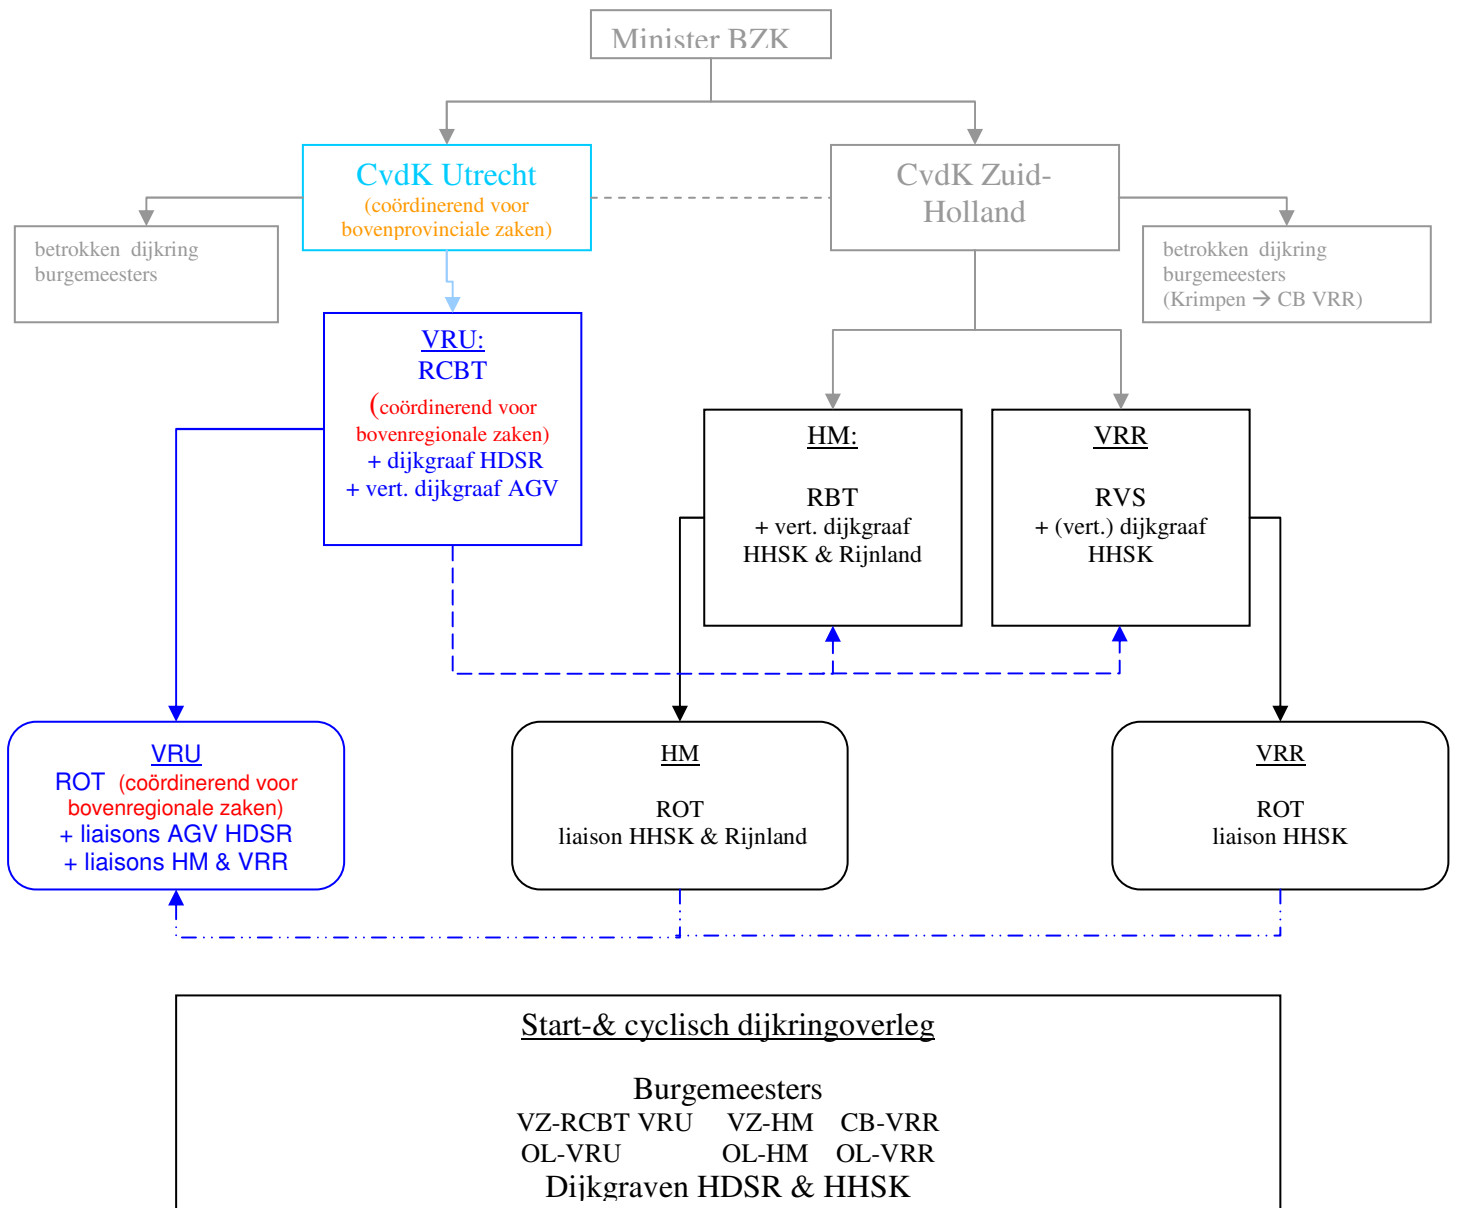 Minister BZK
CvdK Utrecht
(coördinerend voor
bovenprovinciale zaken)
CvdK Zuid-
Holland
betrokken dijkring
burgemeesters
betrokken dijkring
burgemeesters
(Krimpen → CB VRR)
VRU:
RCBT
(coördinerend voor
bovenregionale zaken)
+ dijkgraaf HDSR
+ vert. dijkgraaf AGV
HM:
RBT
+ vert. dijkgraaf
HHSK & Rijnland
VRR
RVS
+ (vert.) dijkgraaf
HHSK
VRU
ROT (coördinerend voor
bovenregionale zaken)
+ liaisons AGV HDSR
+ liaisons HM & VRR
HM
ROT
liaison HHSK & Rijnland
VRR
ROT
liaison HHSK
Start-& cyclisch dijkringoverleg
Burgemeesters
VZ-RCBT VRU VZ-HM CB-VRR
OL-VRU OL-HM OL-VRR
Dijkgraven HDSR & HHSK